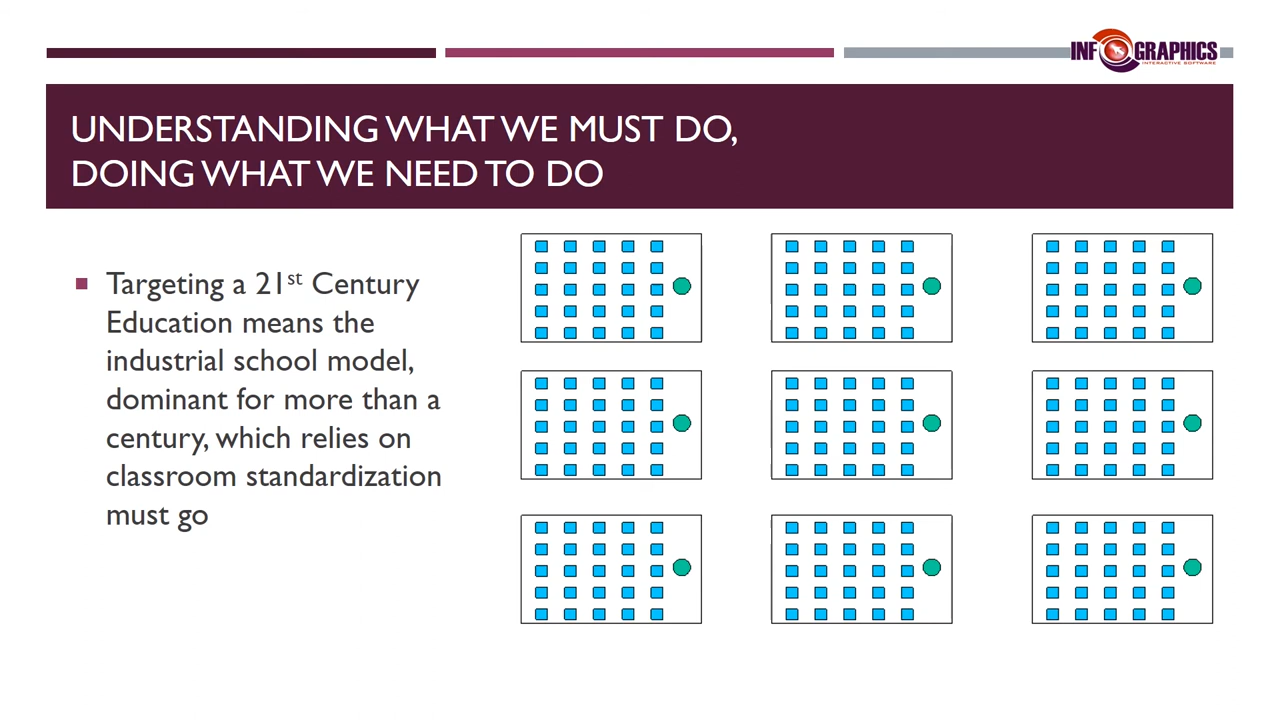 INFOGRAPHICS
INTERACTIVE SOFTWARE
UNDERSTANDING WHAT WE MUST DO,
DOING WHAT WE NEED TO DO
Targeting a 21st Century
Education means the
industrial school model,
dominant for more than a
century, which relies on
classroom standardization
must go